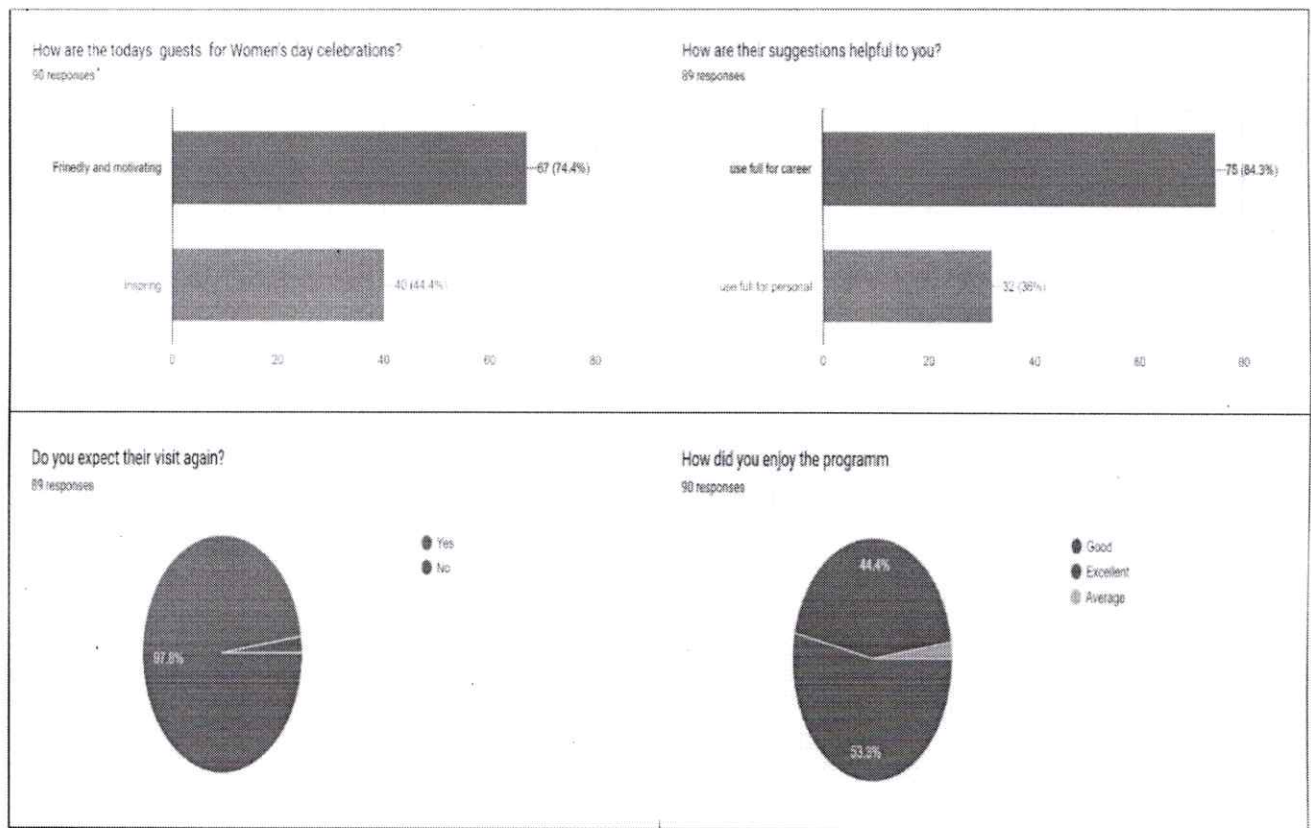 How are the todays guests for Women's day celebrations?
90 responses
Frinedly and motivating
67 (74.4%)
Inspiring
40 (44.4%)
0 20 40 60 80
How are their suggestions helpful to you?
89 responses
use full for career
75 (84.3%)
use full for personal
32 (36%)
0 20 40 60 80
Do you expect their visit again?
89 responses
Yes
No
97.8%
How did you enjoy the programm
90 responses
Good
Excellent
Average
44.4%
53.3%